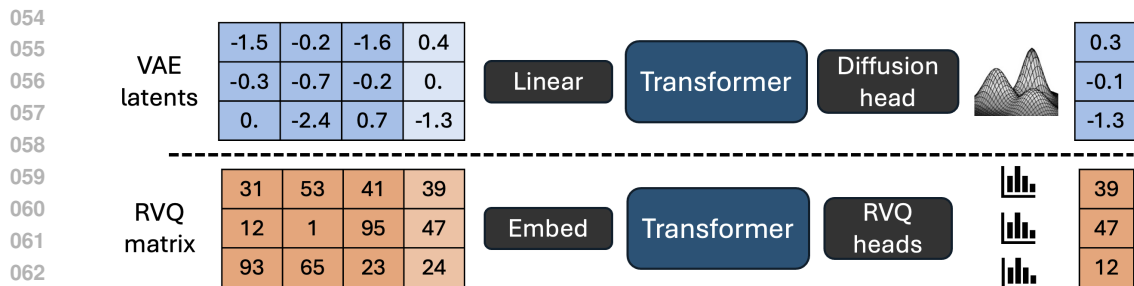 054
055
056
057
058
059
060
061
062
VAE
latents
-1.5 -0.2 -1.6 0.4
-0.3 -0.7 -0.2 0.
0. -2.4 0.7 -1.3
Linear
Transformer
Diffusion
head
0.3
-0.1
-1.3
RVQ
matrix
31 53 41 39
12 1 95 47
93 65 23 24
Embed
Transformer
RVQ
heads
39
47
12